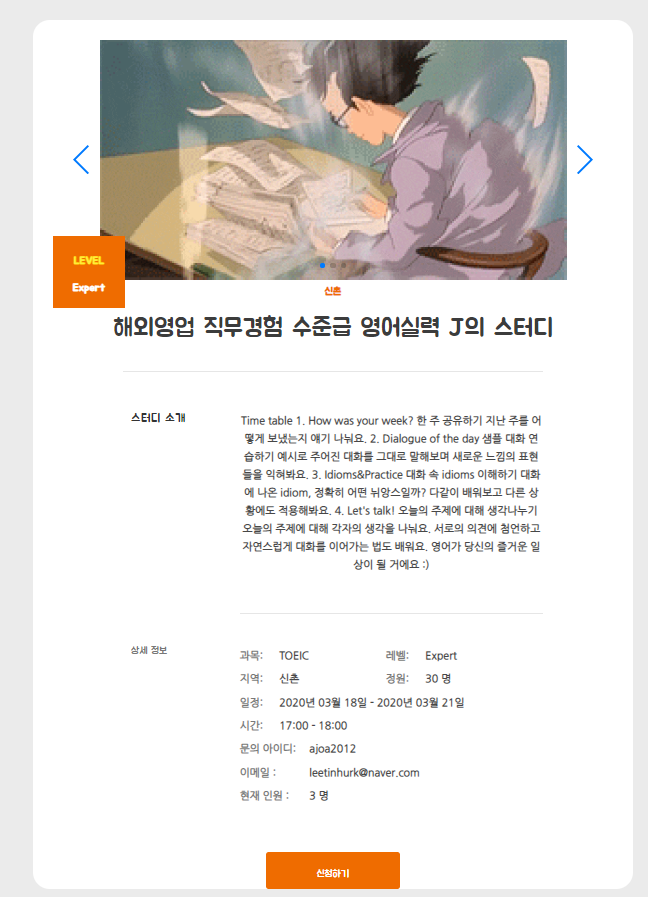 LEVEL
Expert
신촌
해외영업 직무경험 수준급 영어실력 J의 스터디
스터디 소개
Time table 1. How was your week? 한 주 공유하기 지난 주를 어
떻게 보냈는지 얘기 나눠요. 2. Dialogue of the day 샘플 대화 연
습하기 예시로 주어진 대화를 그대로 말해보며 새로운 느낌의 표현
들을 익혀봐요. 3. Idioms&Practice 대화 속 idioms 이해하기 대화
에 나온 idiom, 정확히 어떤 뉘앙스일까? 다같이 배워보고 다른 상
황에도 적용해봐요. 4. Let's talk! 오늘의 주제에 대해 생각나누기
오늘의 주제에 대해 각자의 생각을 나눠요. 서로의 의견에 첨언하고
자연스럽게 대화를 이어가는 법도 배워요. 영어가 당신의 즐거운 일
상이 될 거에요 :)
상세 정보
과목: TOEIC 레벨: Expert
지역: 신촌 정원: 30 명
일정: 2020년 03월 18일 - 2020년 03월 21일
시간: 17:00 - 18:00
문의 아이디: ajoa2012
이메일 : leetinhurk@naver.com
현재 인원 : 3 명
신청하기